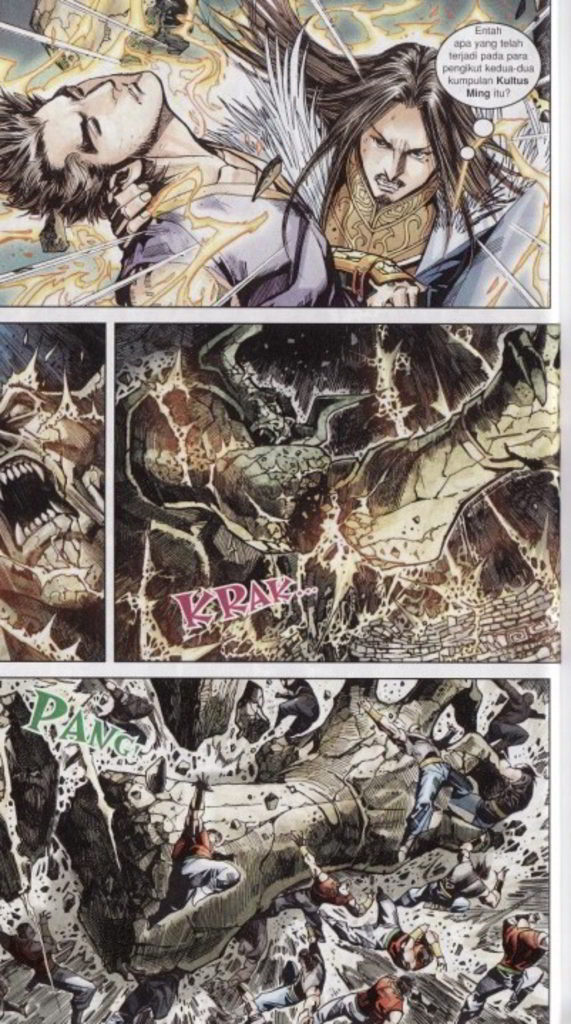 Entah
apa yang telah
terjadi pada para
pengikut kedua-dua
kumpulan Kultus
Ming itu?
KRAK...
PANG!